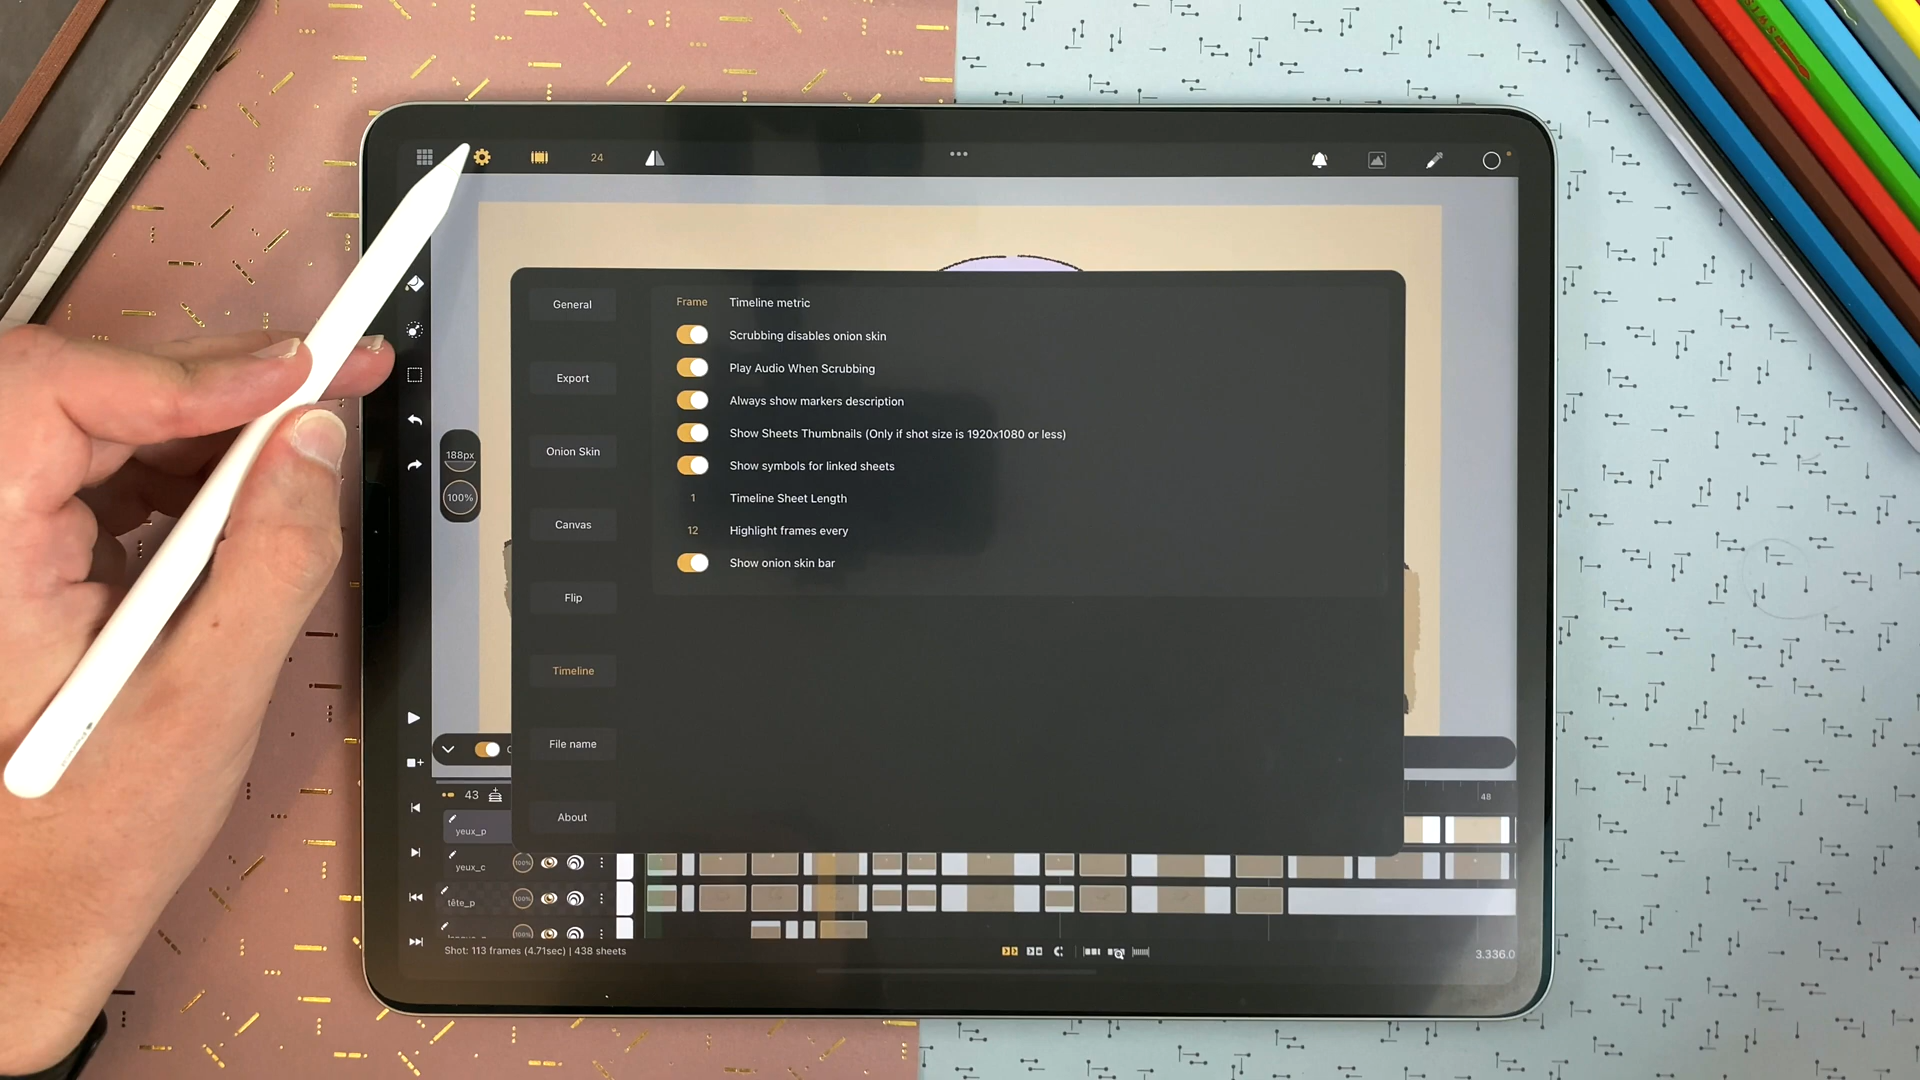 24
General
Export
Onion Skin
Canvas
Flip
Timeline
File name
About
Frame Timeline metric
Scrubbing disables onion skin
Play Audio When Scrubbing
Always show markers description
Show Sheets Thumbnails (Only if shot size is 1920x1080 or less)
Show symbols for linked sheets
1 Timeline Sheet Length
12 Highlight frames every
Show onion skin bar
188px
100%
43
48
yeux_p
yeux_c
100%
tête_p
100%
100%
Shot: 113 frames (4.71sec) | 438 sheets
3.336.0